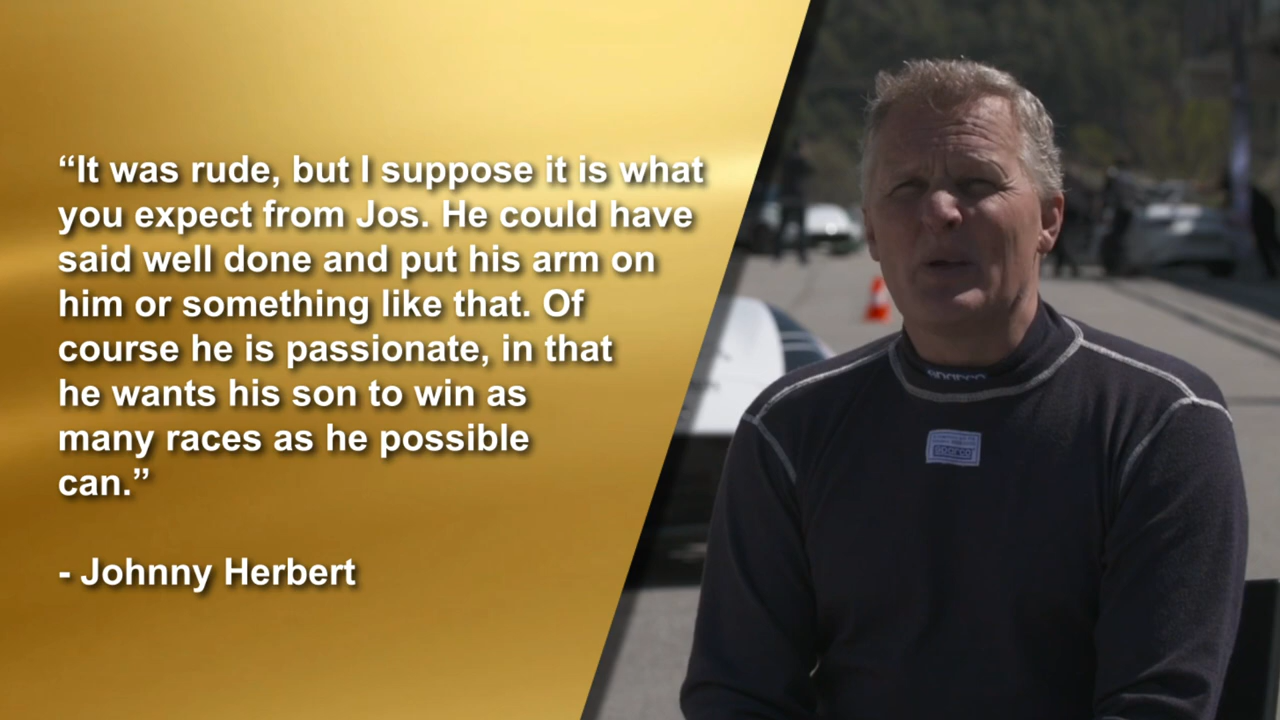 “It was rude, but I suppose it is what
you expect from Jos. He could have
said well done and put his arm on
him or something like that. Of
course he is passionate, in that
he wants his son to win as
many races as he possible
can.”
- Johnny Herbert
sparco